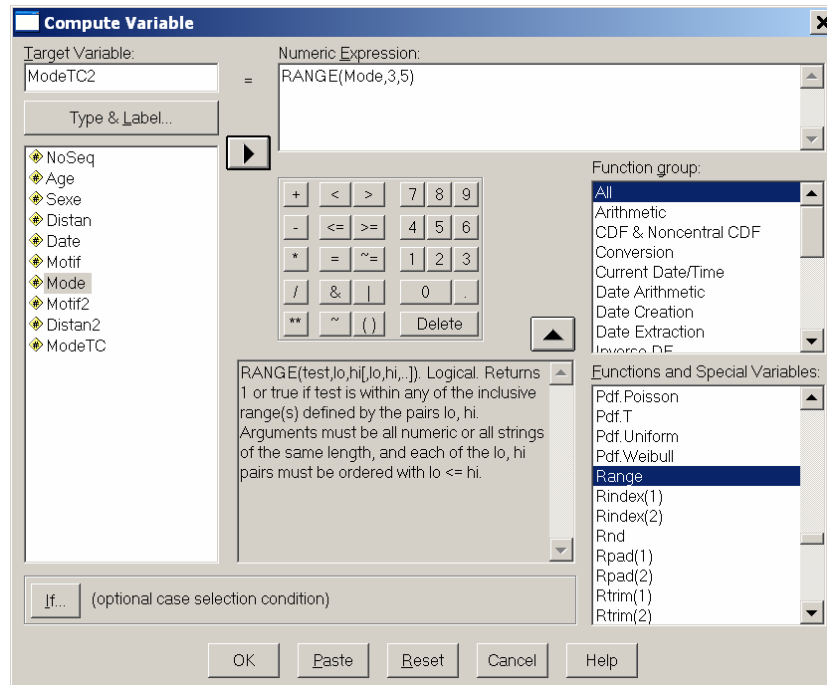 Compute Variable
Target Variable:
ModeTC2
=
Numeric Expression:
RANGE(Mode,3,5)
Type & Label...
NoSeq
Age
Sexe
Distan
Date
Motif
Mode
Motif2
Distan2
ModeTC
+ < > 7 8 9
- <= >= 4 5 6
* = ~= 1 2 3
/ & | 0 .
** ~ ( ) Delete
Function group:
All
Arithmetic
CDF & Noncentral CDF
Conversion
Current Date/Time
Date Arithmetic
Date Creation
Date Extraction
Inverse DF
RANGE(test,lo,hi[,lo,hi,..]). Logical. Returns
1 or true if test is within any of the inclusive
range(s) defined by the pairs lo, hi.
Arguments must be all numeric or all strings
of the same length, and each of the lo, hi
pairs must be ordered with lo <= hi.
Functions and Special Variables:
Pdf.Poisson
Pdf.T
Pdf.Uniform
Pdf.Weibull
Range
Rindex(1)
Rindex(2)
Rnd
Rpad(1)
Rpad(2)
Rtrim(1)
Rtrim(2)
If... (optional case selection condition)
OK Paste Reset Cancel Help